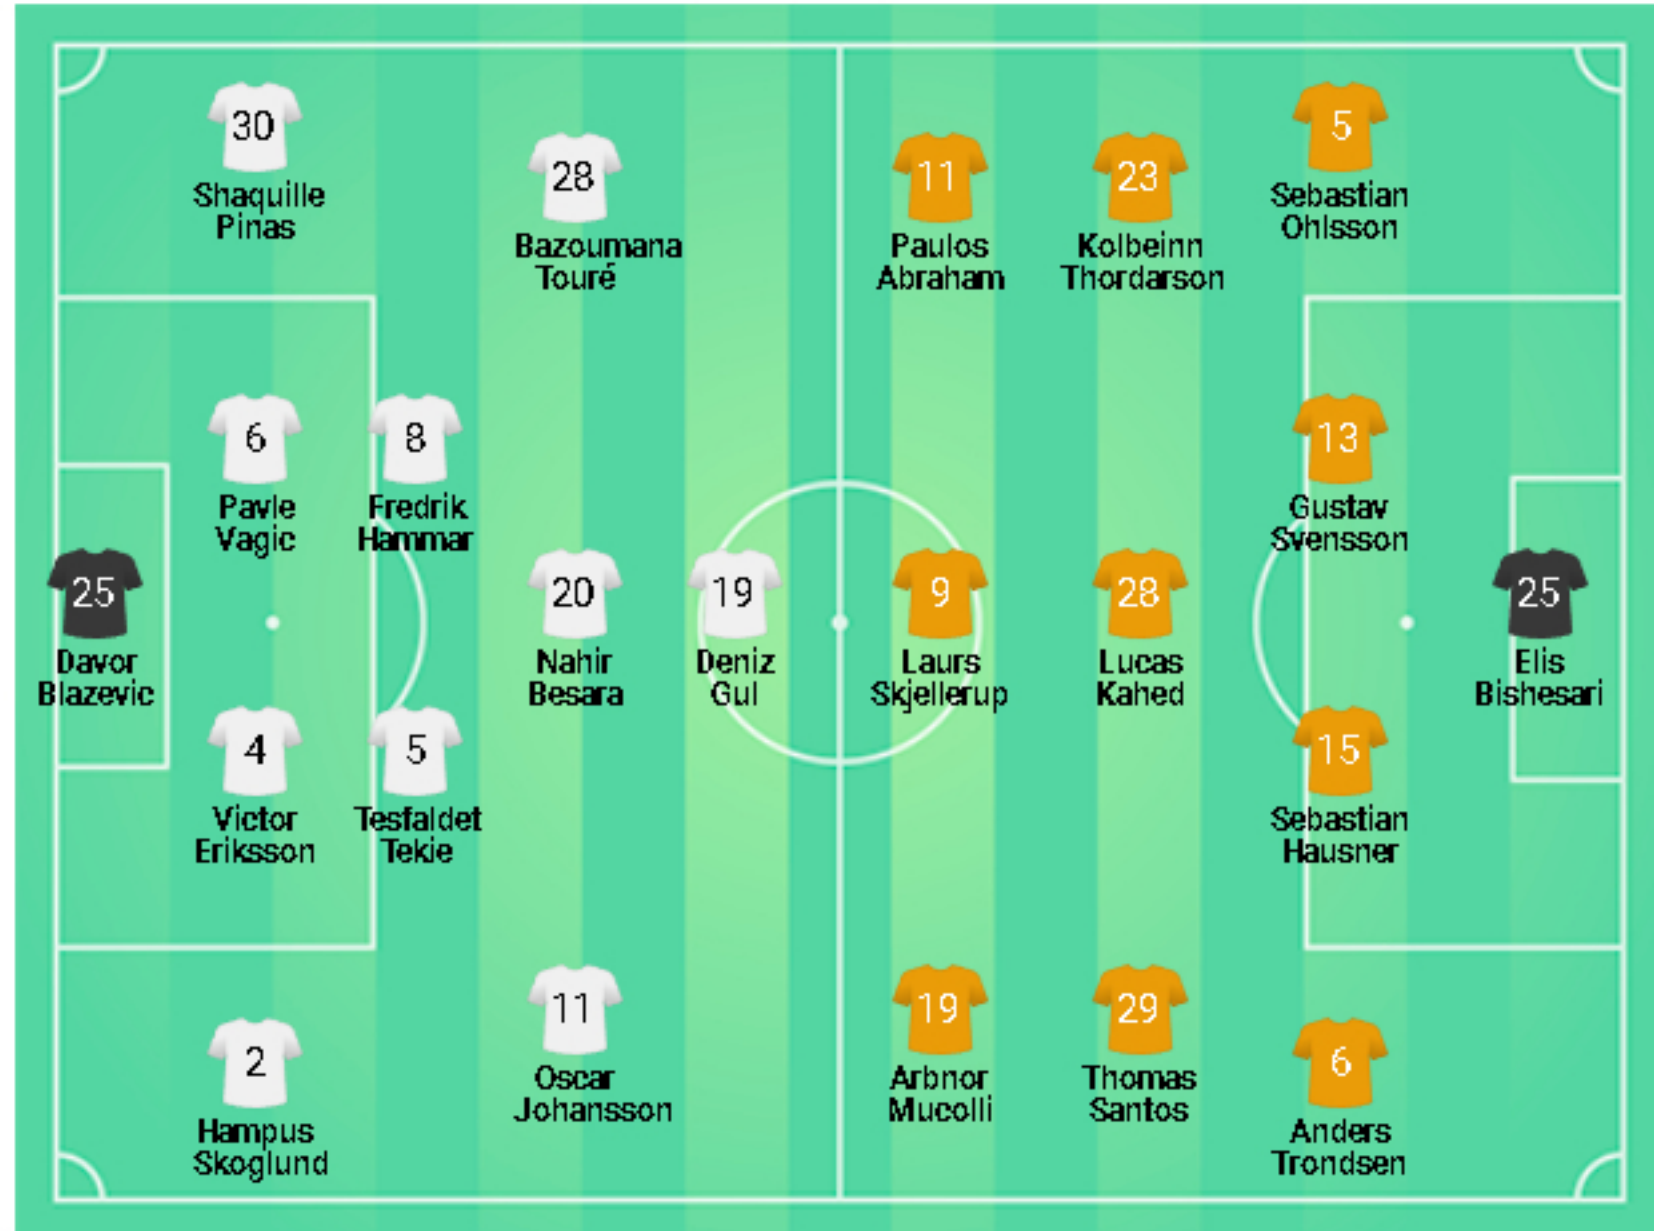 30
Shaquille
Pinas
28
Bazoumana
Touré
11
Paulos
Abraham
23
Kolbeinn
Thordarson
5
Sebastian
Ohlsson
6
Pavle
Vagic
8
Fredrik
Hammar
13
Gustav
Svensson
25
Davor
Blazevic
20
Nahir
Besara
19
Deniz
Gul
9
Laurs
Skjellerup
28
Lucas
Kahed
25
Elis
Bishesari
4
Victor
Eriksson
5
Tesfaldet
Tekie
15
Sebastian
Hausner
2
Hampus
Skoglund
11
Oscar
Johansson
19
Arbnor
Mucolli
29
Thomas
Santos
6
Anders
Trondsen